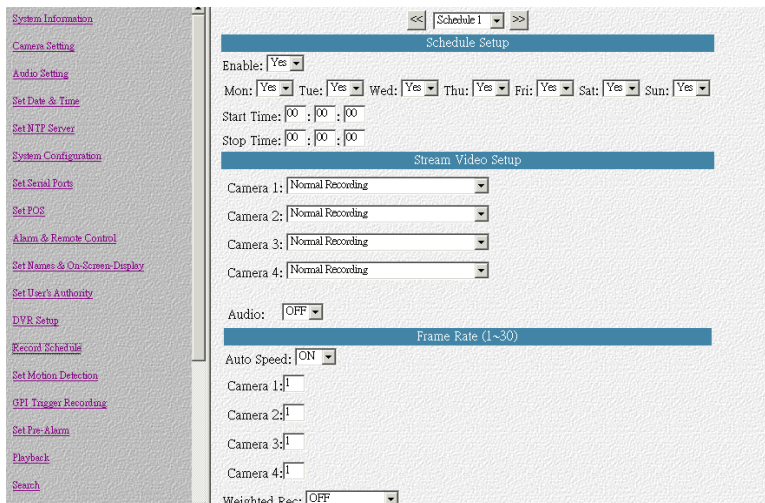 System Information
Camera Setting
Audio Setting
Set Date & Time
Set NTP Server
System Configuration
Set Serial Ports
Set POS
Alarm & Remote Control
Set Names & On-Screen-Display
Set User's Authority
DVR Setup
Record Schedule
Set Motion Detection
GPI Trigger Recording
Set Pre-Alarm
Playback
Search
<< Schedule 1 >>
Schedule Setup
Enable: Yes
Mon: Yes Tue: Yes Wed: Yes Thu: Yes Fri: Yes Sat: Yes Sun: Yes
Start Time: 00 : 00 : 00
Stop Time: 00 : 00 : 00
Stream Video Setup
Camera 1: Normal Recording
Camera 2: Normal Recording
Camera 3: Normal Recording
Camera 4: Normal Recording
Audio: OFF
Frame Rate (1~30)
Auto Speed: ON
Camera 1: 1
Camera 2: 1
Camera 3: 1
Camera 4: 1
Weighted Rec: OFF